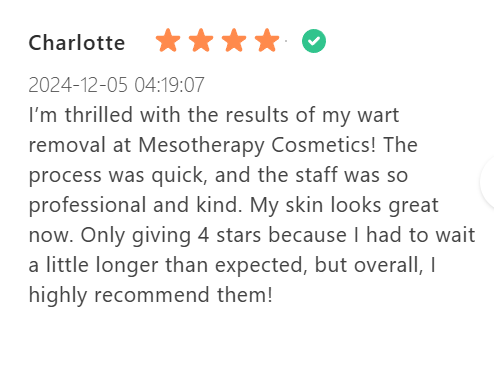 Charlotte
2024-12-05 04:19:07
I’m thrilled with the results of my wart
removal at Mesotherapy Cosmetics! The
process was quick, and the staff was so
professional and kind. My skin looks great
now. Only giving 4 stars because I had to wait
a little longer than expected, but overall, I
highly recommend them!